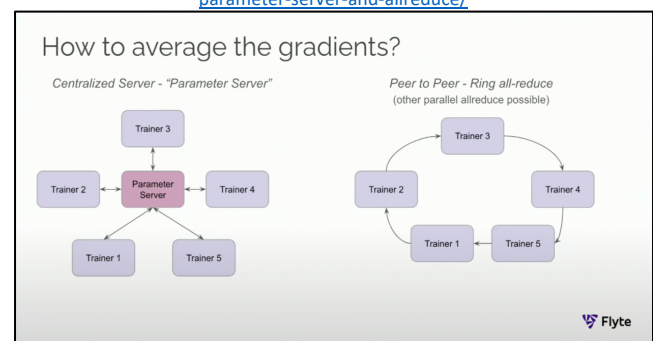 parameter-server-and-allreduce/
How to average the gradients?
Centralized Server - “Parameter Server”
Trainer 3
Trainer 2
Parameter
Server
Trainer 4
Trainer 1
Trainer 5
Peer to Peer - Ring all-reduce
(other parallel allreduce possible)
Trainer 3
Trainer 2
Trainer 4
Trainer 1
Trainer 5
Flyte